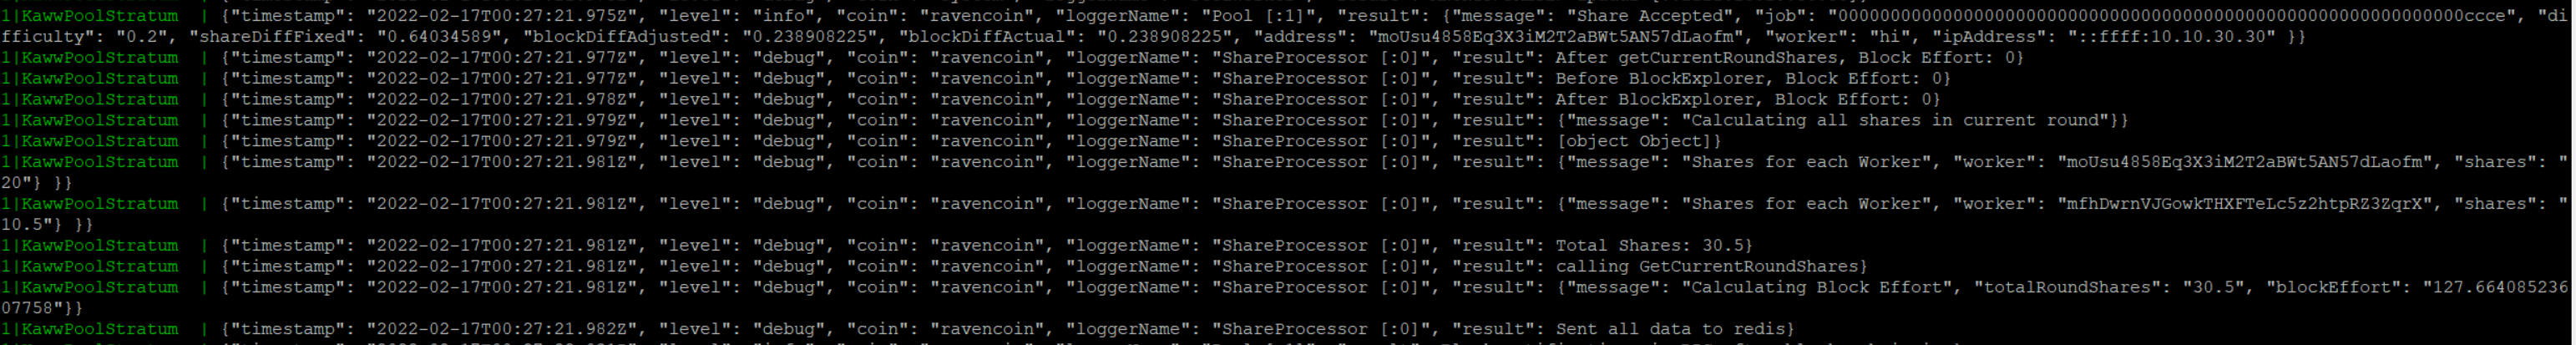 1|KawwPoolStratum | {"timestamp": "2022-02-17T00:27:21.975Z", "level": "info", "coin": "ravencoin", "loggerName": "Pool [:1]", "result": {"message": "Share Accepted", "job": "000000000000000000000000000000000000000000000000000000000000ccce", "di
fficulty": "0.2", "shareDiffFixed": "0.64034589", "blockDiffAdjusted": "0.238908225", "blockDiffActual": "0.238908225", "address": "moUsu4858Eq3X3iM2T2aBWt5AN57dLaofm", "worker": "hi", "ipAddress": "::ffff:10.10.30.30" }}
1|KawwPoolStratum | {"timestamp": "2022-02-17T00:27:21.977Z", "level": "debug", "coin": "ravencoin", "loggerName": "ShareProcessor [:0]", "result": After getCurrentRoundShares, Block Effort: 0}
1|KawwPoolStratum | {"timestamp": "2022-02-17T00:27:21.977Z", "level": "debug", "coin": "ravencoin", "loggerName": "ShareProcessor [:0]", "result": Before BlockExplorer, Block Effort: 0}
1|KawwPoolStratum | {"timestamp": "2022-02-17T00:27:21.978Z", "level": "debug", "coin": "ravencoin", "loggerName": "ShareProcessor [:0]", "result": After BlockExplorer, Block Effort: 0}
1|KawwPoolStratum | {"timestamp": "2022-02-17T00:27:21.979Z", "level": "debug", "coin": "ravencoin", "loggerName": "ShareProcessor [:0]", "result": {"message": "Calculating all shares in current round"}}
1|KawwPoolStratum | {"timestamp": "2022-02-17T00:27:21.979Z", "level": "debug", "coin": "ravencoin", "loggerName": "ShareProcessor [:0]", "result": [object Object]}
1|KawwPoolStratum | {"timestamp": "2022-02-17T00:27:21.981Z", "level": "debug", "coin": "ravencoin", "loggerName": "ShareProcessor [:0]", "result": {"message": "Shares for each Worker", "worker": "moUsu4858Eq3X3iM2T2aBWt5AN57dLaofm", "shares": "
20"} }}
1|KawwPoolStratum | {"timestamp": "2022-02-17T00:27:21.981Z", "level": "debug", "coin": "ravencoin", "loggerName": "ShareProcessor [:0]", "result": {"message": "Shares for each Worker", "worker": "mfhDwrnVJGowkTHXFTeLc5z2htpRZ3ZqrX", "shares": "
10.5"} }}
1|KawwPoolStratum | {"timestamp": "2022-02-17T00:27:21.981Z", "level": "debug", "coin": "ravencoin", "loggerName": "ShareProcessor [:0]", "result": Total Shares: 30.5}
1|KawwPoolStratum | {"timestamp": "2022-02-17T00:27:21.981Z", "level": "debug", "coin": "ravencoin", "loggerName": "ShareProcessor [:0]", "result": calling GetCurrentRoundShares}
1|KawwPoolStratum | {"timestamp": "2022-02-17T00:27:21.981Z", "level": "debug", "coin": "ravencoin", "loggerName": "ShareProcessor [:0]", "result": {"message": "Calculating Block Effort", "totalRoundShares": "30.5", "blockEffort": "127.664085236
07758"}}
1|KawwPoolStratum | {"timestamp": "2022-02-17T00:27:21.982Z", "level": "debug", "coin": "ravencoin", "loggerName": "ShareProcessor [:0]", "result": Sent all data to redis}